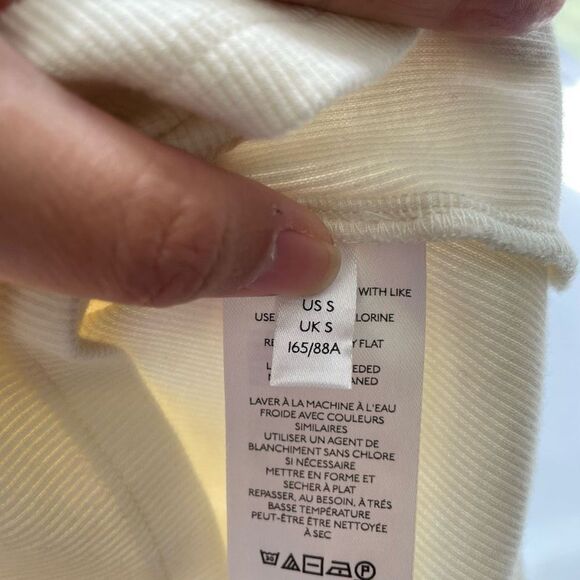 WITH LIKE
US S
USE
LORINE
UK S
Y FLAT
165/88A
EDED
ANED
LAVER À LA MACHINE À L'EAU
FROIDE AVEC COULEURS
SIMILAIRES
UTILISER UN AGENT DE
BLANCHIMENT SANS CHLORE
SI NÉCESSAIRE
METTRE EN FORME ET
SECHER À PLAT
REPASSER, AU BESOIN, À TRÉS
BASSE TEMPÉRATURE
PEUT-ÊTRE ÊTRE NETTOYÉE
À SEC
30
P